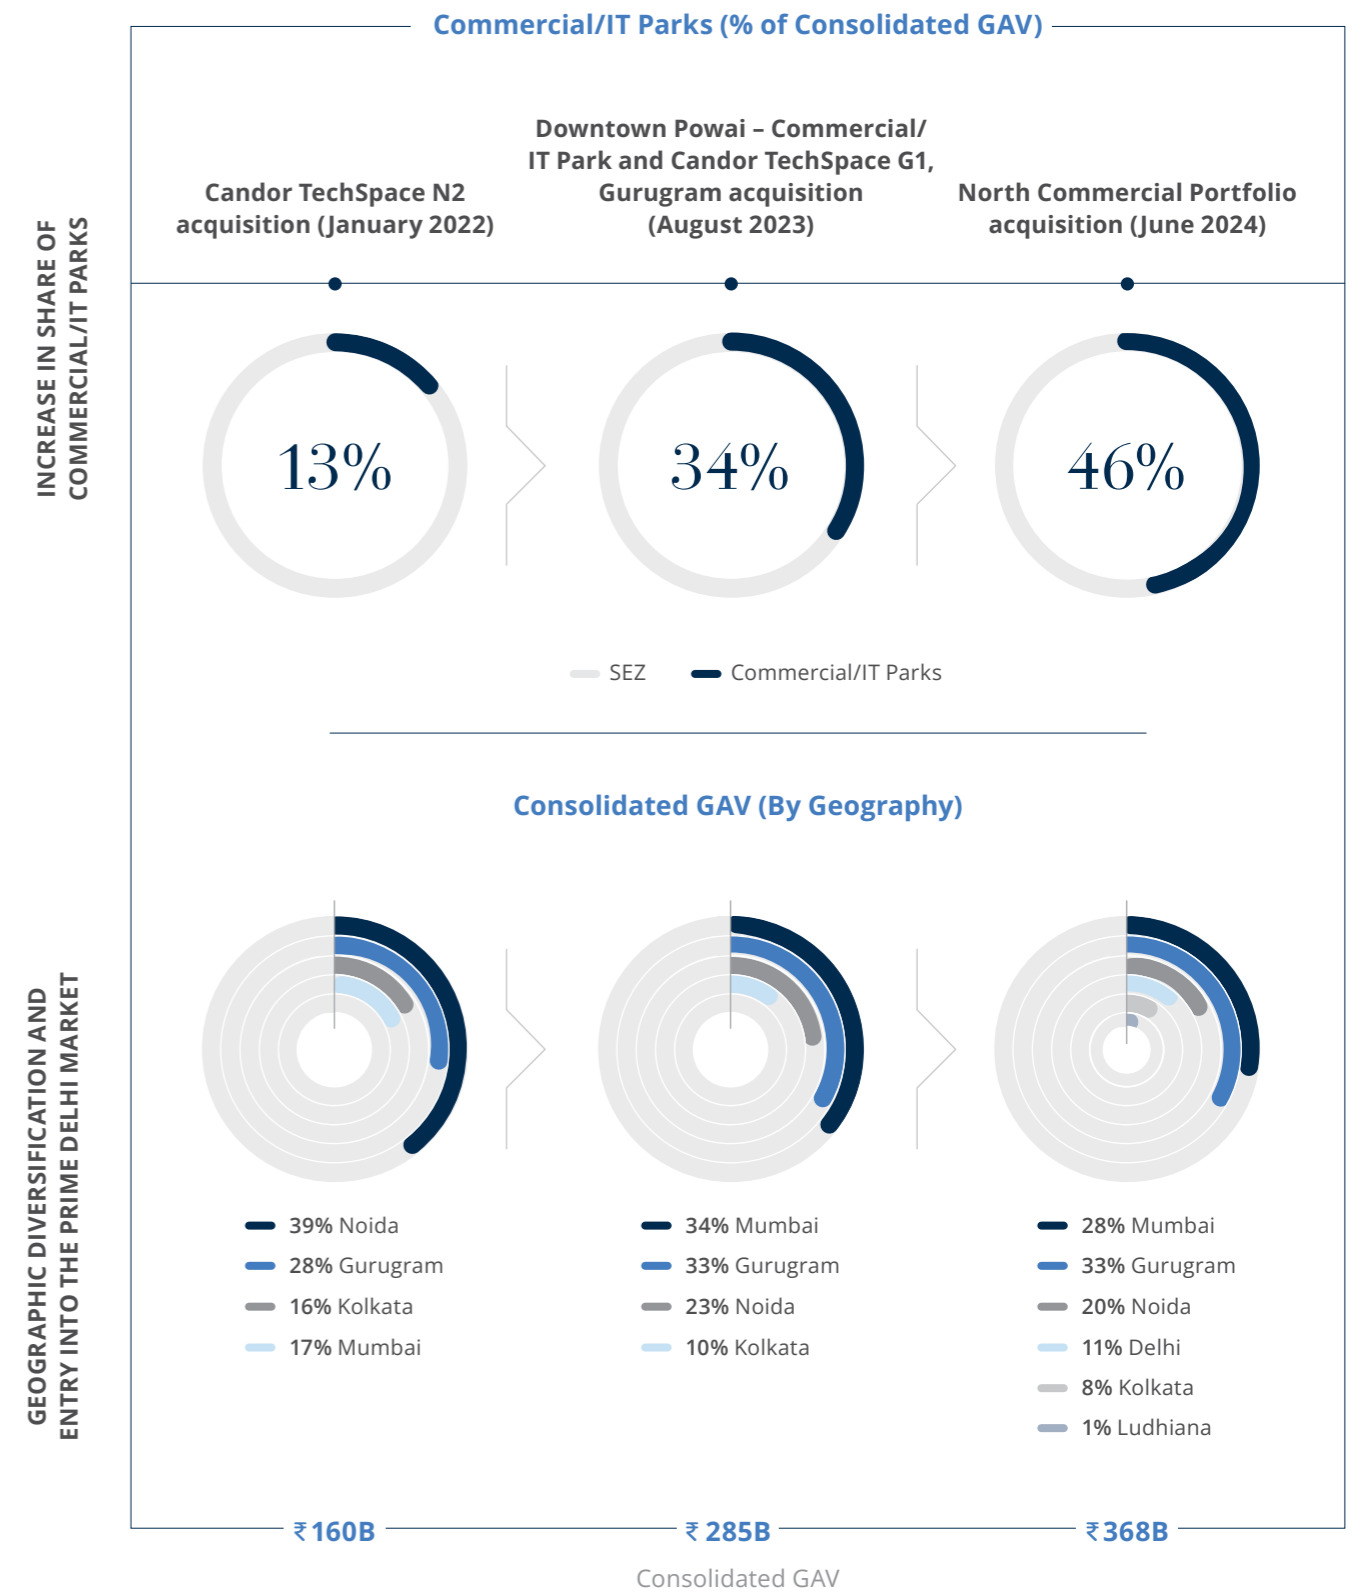 Commercial/IT Parks (% of Consolidated GAV)
INCREASE IN SHARE OF
COMMERCIAL/IT PARKS
Candor TechSpace N2
acquisition (January 2022)
Downtown Powai – Commercial/
IT Park and Candor TechSpace G1,
Gurugram acquisition
(August 2023)
North Commercial Portfolio
acquisition (June 2024)
13%
34%
46%
SEZ
Commercial/IT Parks
Consolidated GAV (By Geography)
GEOGRAPHIC DIVERSIFICATION AND
ENTRY INTO THE PRIME DELHI MARKET
39% Noida
28% Gurugram
16% Kolkata
17% Mumbai
34% Mumbai
33% Gurugram
23% Noida
10% Kolkata
28% Mumbai
33% Gurugram
20% Noida
11% Delhi
8% Kolkata
1% Ludhiana
₹160B
₹ 285B
₹368B
Consolidated GAV